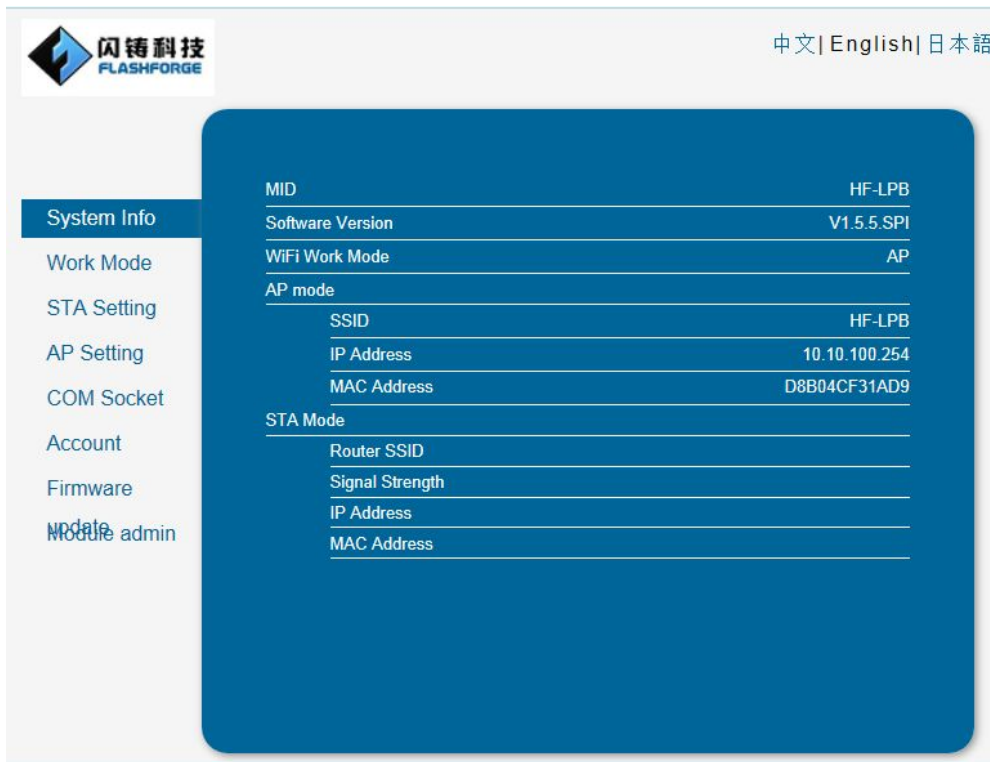 闪铸科技
FLASHFORGE
中文| English| 日本語
System Info
Work Mode
STA Setting
AP Setting
COM Socket
Account
Firmware
update
Module admin
MID HF-LPB
Software Version V1.5.5.SPI
WiFi Work Mode AP
AP mode
SSID HF-LPB
IP Address 10.10.100.254
MAC Address D8B04CF31AD9
STA Mode
Router SSID
Signal Strength
IP Address
MAC Address